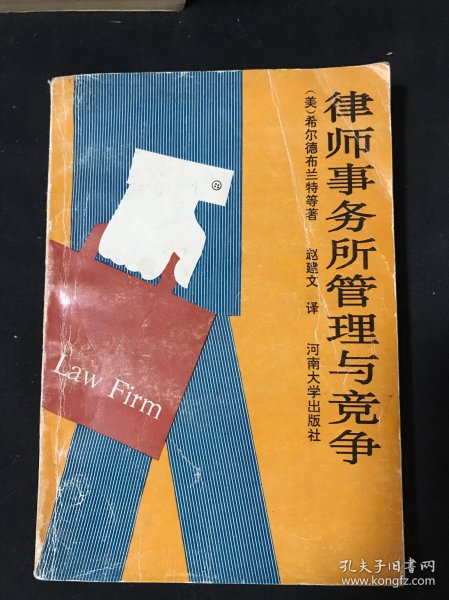 律师事务所管理与竞争
（美）希尔德布兰特等著 赵建文 译 河南大学出版社
Law Firm
孔夫子旧书网
www.kongfz.com